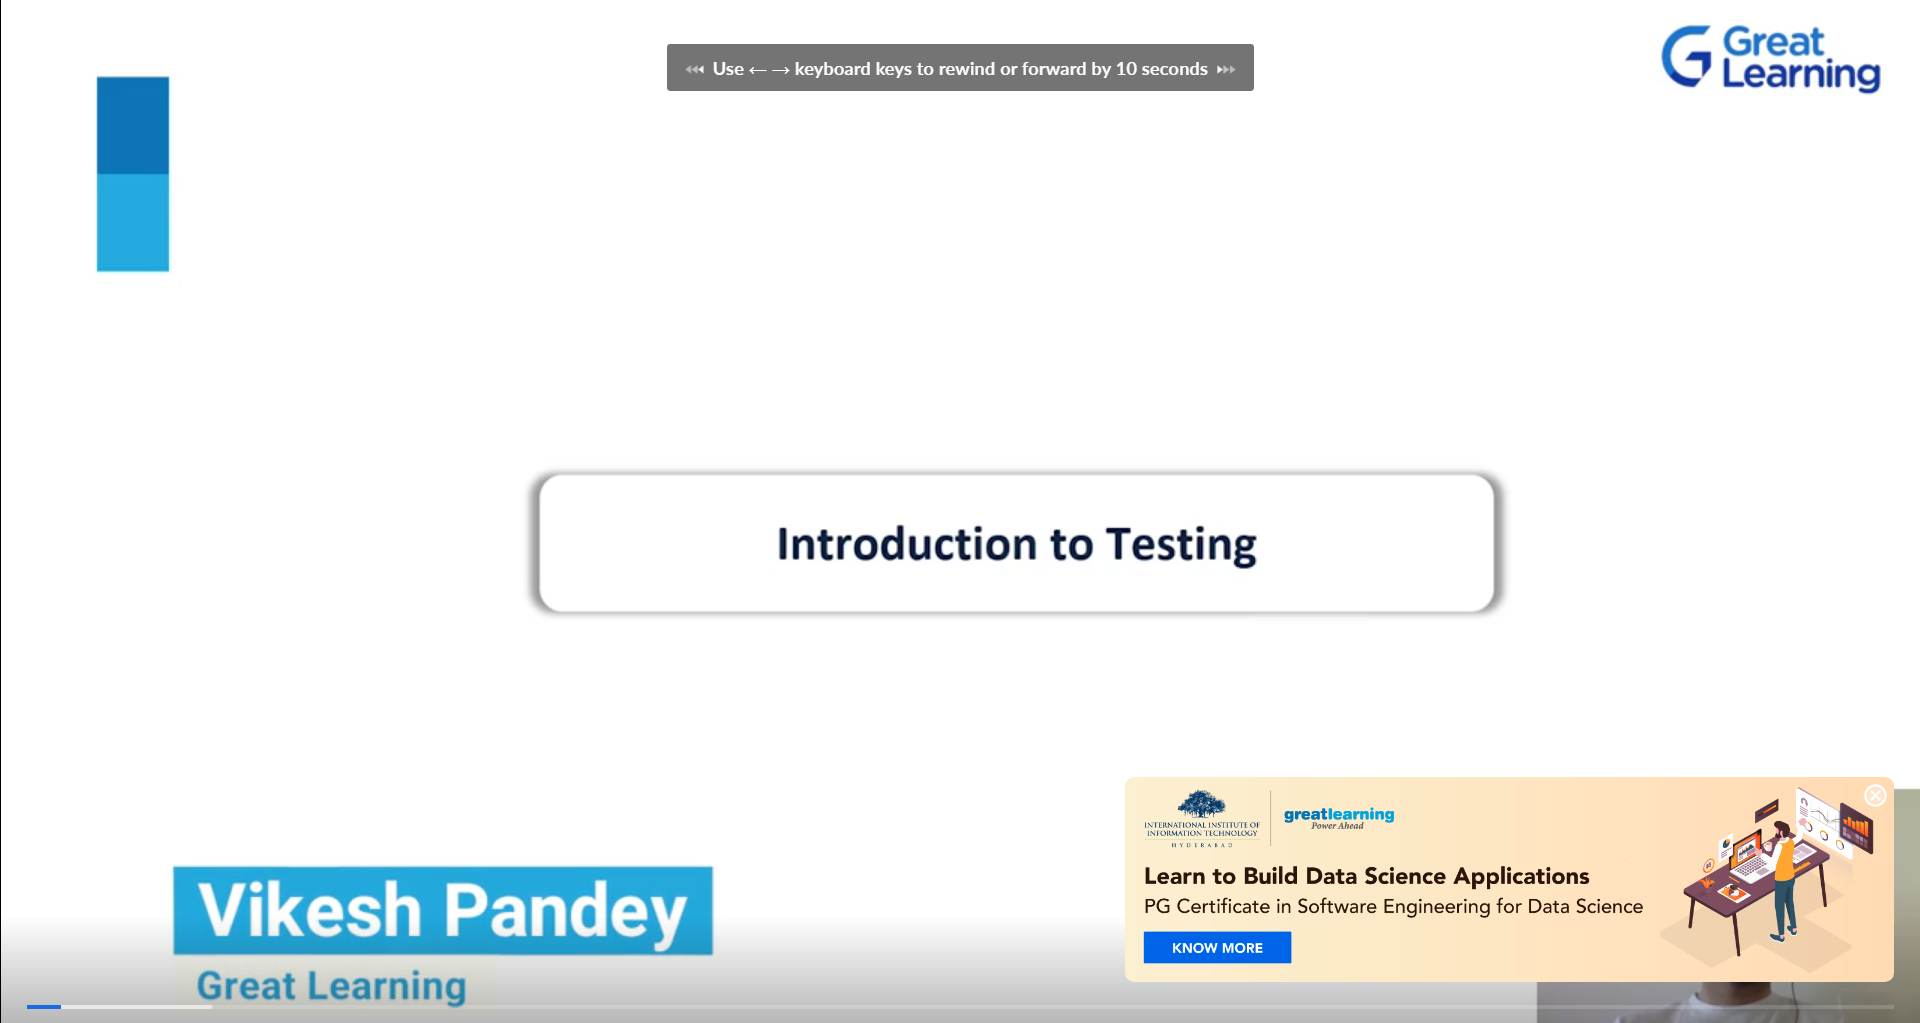 Use ← → keyboard keys to rewind or forward by 10 seconds
Great
Learning
Introduction to Testing
INTERNATIONAL INSTITUTE OF
INFORMATION TECHNOLOGY
HYDERABAD
greatlearning
Power Ahead
Learn to Build Data Science Applications
PG Certificate in Software Engineering for Data Science
KNOW MORE
Vikesh Pandey
Great Learning